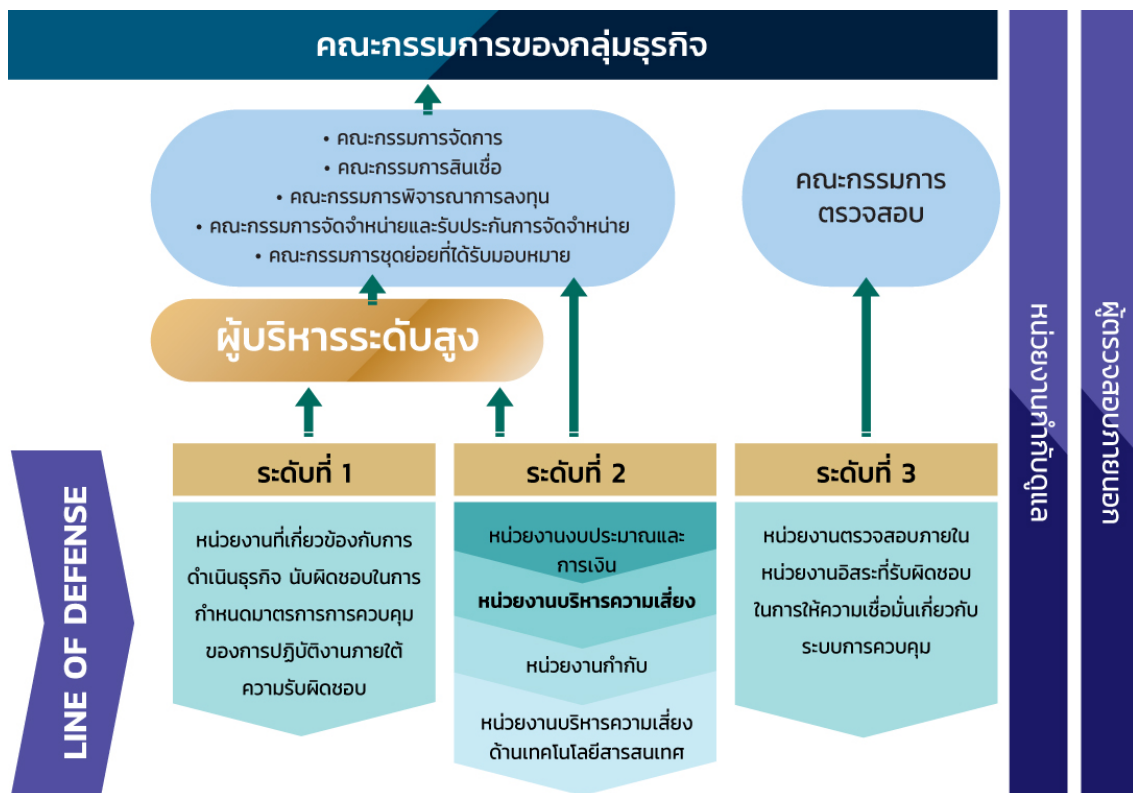 คณะกรรมการของกลุ่มธุรกิจ
• คณะกรรมการจัดการ
• คณะกรรมการสินเชื่อ
• คณะกรรมการพิจารณาการลงทุน
• คณะกรรมการจัดจำหน่ายและรับประกันการจัดจำหน่าย
• คณะกรรมการชุดย่อยที่ได้รับมอบหมาย
คณะกรรมการ
ตรวจสอบ
ผู้บริหารระดับสูง
LINE OF DEFENSE
ระดับที่ 1
หน่วยงานที่เกี่ยวข้องกับการ
ดำเนินธุรกิจ นับผิดชอบในการ
กำหนดมาตรการการควบคุม
ของการปฏิบัติงานภายใต้
ความรับผิดชอบ
ระดับที่ 2
หน่วยงานงบประมาณและ
การเงิน
หน่วยงานบริหารความเสี่ยง
หน่วยงานกำกับ
หน่วยงานบริหารความเสี่ยง
ด้านเทคโนโลยีสารสนเทศ
ระดับที่ 3
หน่วยงานตรวจสอบภายใน
หน่วยงานอิสระที่รับผิดชอบ
ในการให้ความเชื่อมั่นเกี่ยวกับ
ระบบการควบคุม
หน่วยงานกำกับดูแล
ผู้ตรวจสอบภายนอก